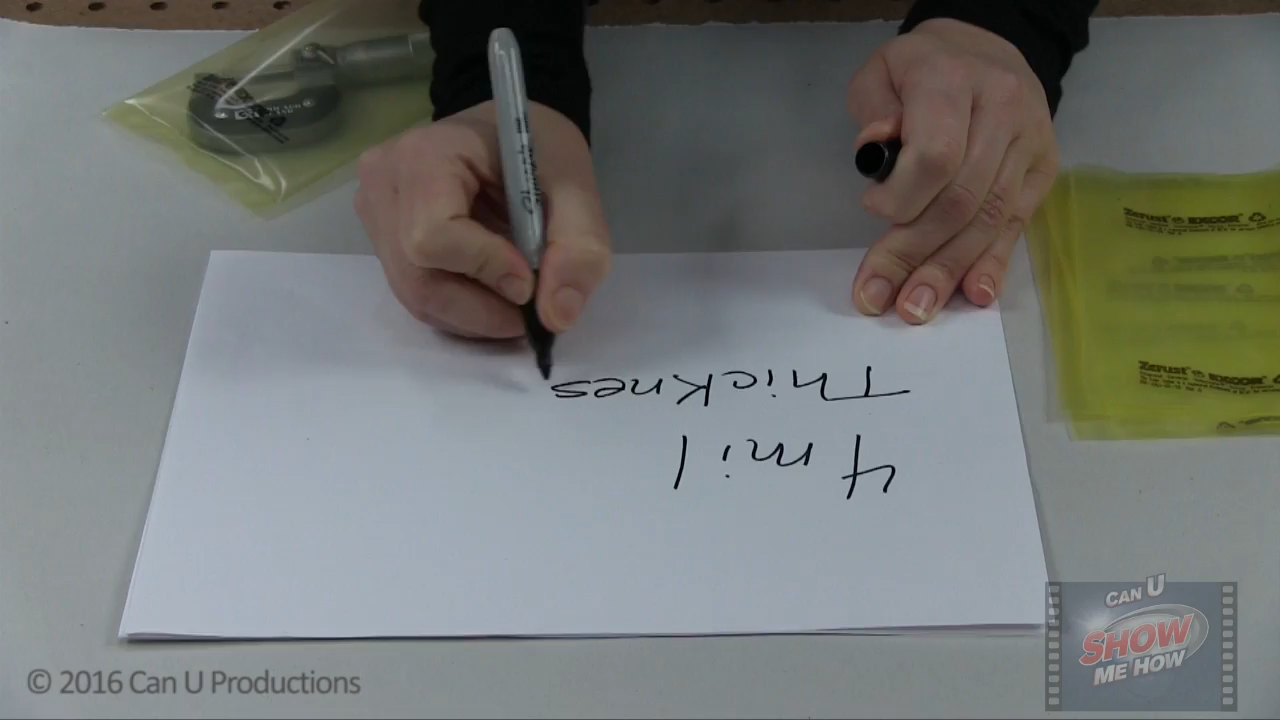 4 mil
Thicknes
Zerust® EXCOR®
Zerust® EXCOR®
CAN U
SHOW
ME HOW
© 2016 Can U Productions